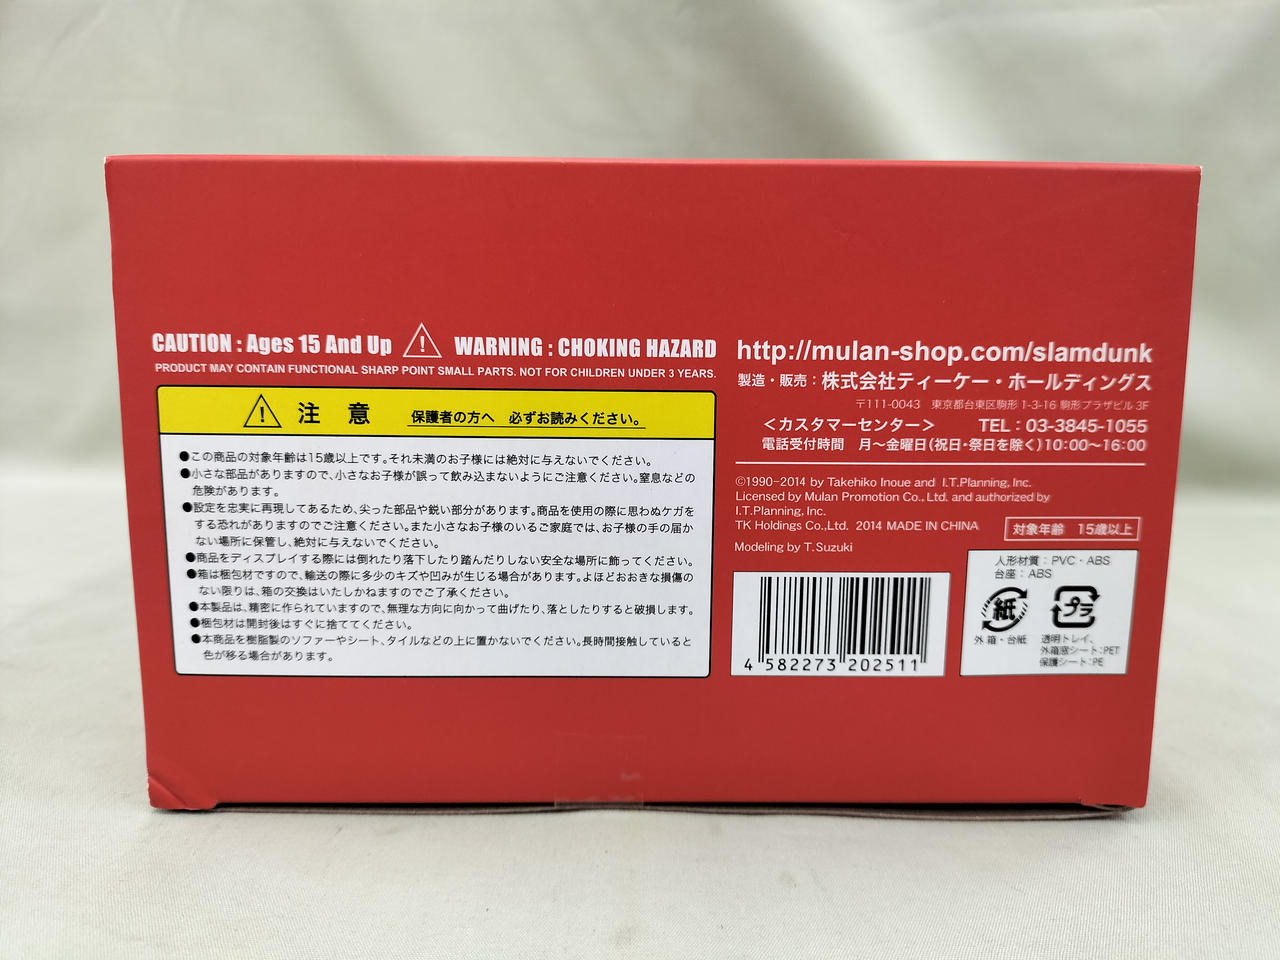 CAUTION : Ages 15 And Up
WARNING : CHOKING HAZARD
PRODUCT MAY CONTAIN FUNCTIONAL SHARP POINT SMALL PARTS. NOT FOR CHILDREN UNDER 3 YEARS.
注 意 保護者の方へ 必ずお読みください。
●この商品の対象年齢は15歳以上です。それ未満のお子様には絶対に与えないでください。
●小さな部品がありますので、小さなお子様が誤って飲み込まないようにご注意ください。窒息などの
危険があります。
●設定を忠実に再現してあるため、尖った部品や鋭い部分があります。商品を使用の際に思わぬケガを
する恐れがありますのでご注意ください。また小さなお子様のいるご家庭では、お子様の手の届か
ない場所に保管し、絶対に与えないでください。
●商品をディスプレイする際には倒れたり落下したり踏んだりしない安全な場所に飾ってください。
●箱は梱包材ですので、輸送の際に多少のキズや凹みが生じる場合があります。よほどおおきな損傷の
ない限りは、箱の交換はいたしかねますのでご了承ください。
●本製品は、精密に作られていますので、無理な方向に向かって曲げたり、落としたりすると破損します。
●梱包材は開封後はすぐに捨ててください。
●本商品を樹脂製のソファーやシート、タイルなどの上に置かないでください。長時間接触していると
色が移る場合があります。
http://mulan-shop.com/slamdunk
製造・販売：株式会社ティーケー・ホールディングス
〒111-0043 東京都台東区駒形 1-3-16 駒形プラザビル 3F
＜カスタマーセンター＞ TEL：03-3845-1055
電話受付時間 月～金曜日(祝日・祭日を除く)10:00～16:00
©1990-2014 by Takehiko Inoue and I.T.Planning, Inc.
Licensed by Mulan Promotion Co., Ltd. and authorized by
I.T.Planning, Inc.
TK Holdings Co.,Ltd. 2014 MADE IN CHINA
対象年齢 15歳以上
Modeling by T.Suzuki
4 582273 202511
人形材質：PVC・ABS
台座：ABS
紙
プラ
外箱・台紙
透明トレイ、
外箱窓シート：PET
保護シート：PE